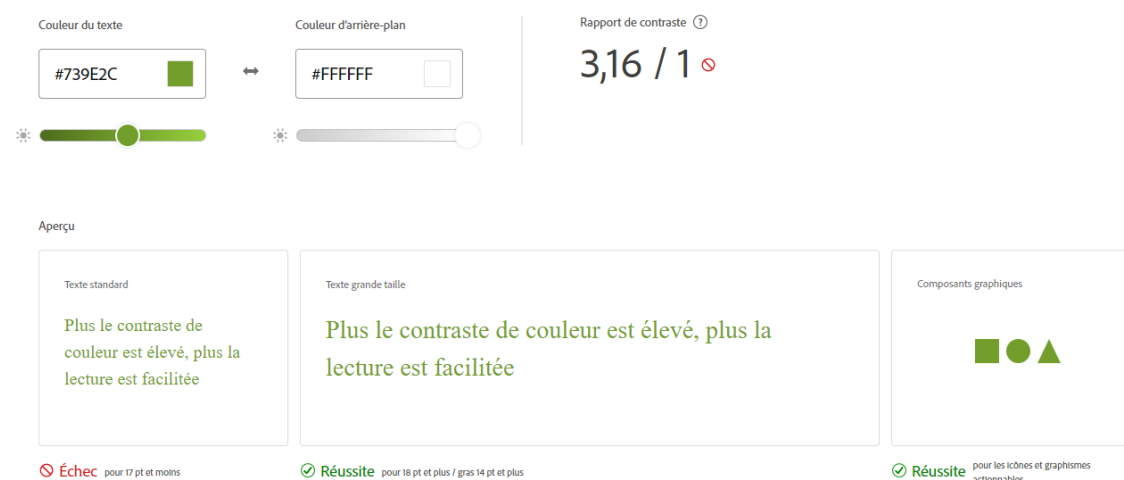 Couleur du texte
Couleur d'arrière-plan
Rapport de contraste ?
#739E2C
#FFFFFF
3,16 / 1
Aperçu
Texte standard
Plus le contraste de
couleur est élevé, plus la
lecture est facilitée
Texte grande taille
Plus le contraste de couleur est élevé, plus la
lecture est facilitée
Composants graphiques
Échec pour 17 pt et moins
Réussite pour 18 pt et plus / gras 14 pt et plus
Réussite pour les icônes et graphismes
actionnables